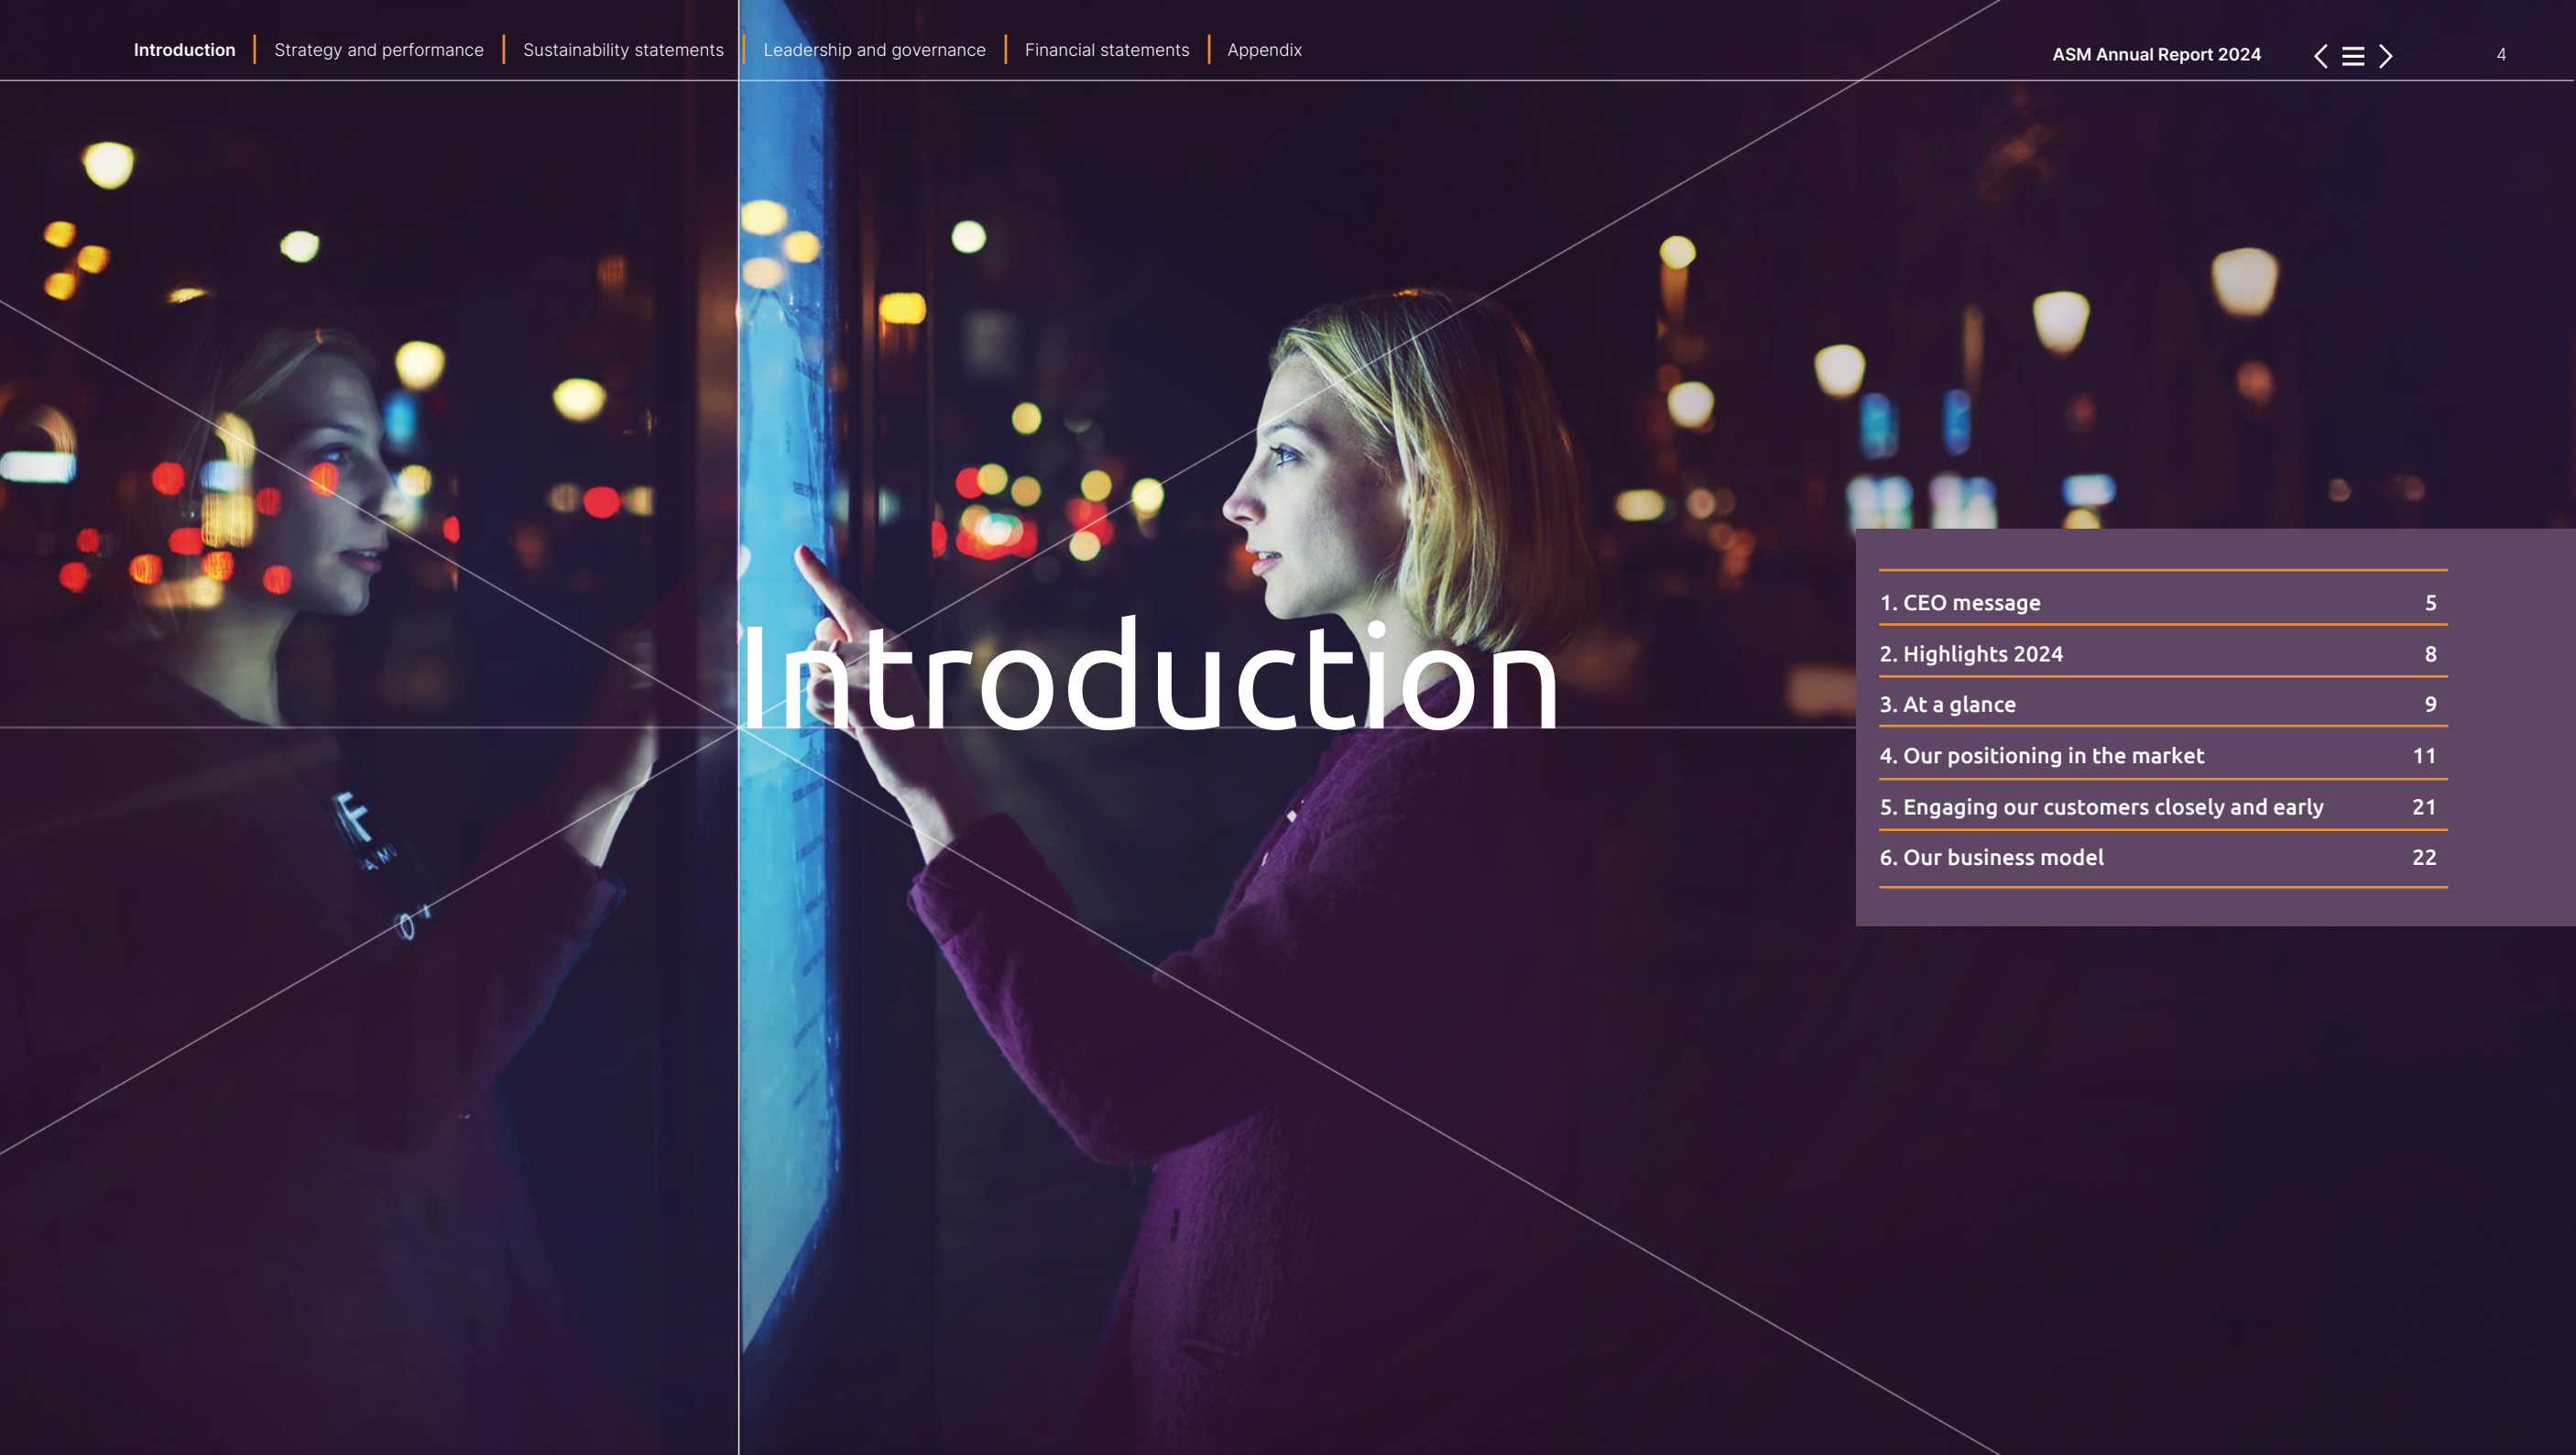 Introduction
Strategy and performance
Sustainability statements
Leadership and governance
Financial statements
Appendix
ASM Annual Report 2024
4
Introduction
1. CEO message 5
2. Highlights 2024 8
3. At a glance 9
4. Our positioning in the market 11
5. Engaging our customers closely and early 21
6. Our business model 22